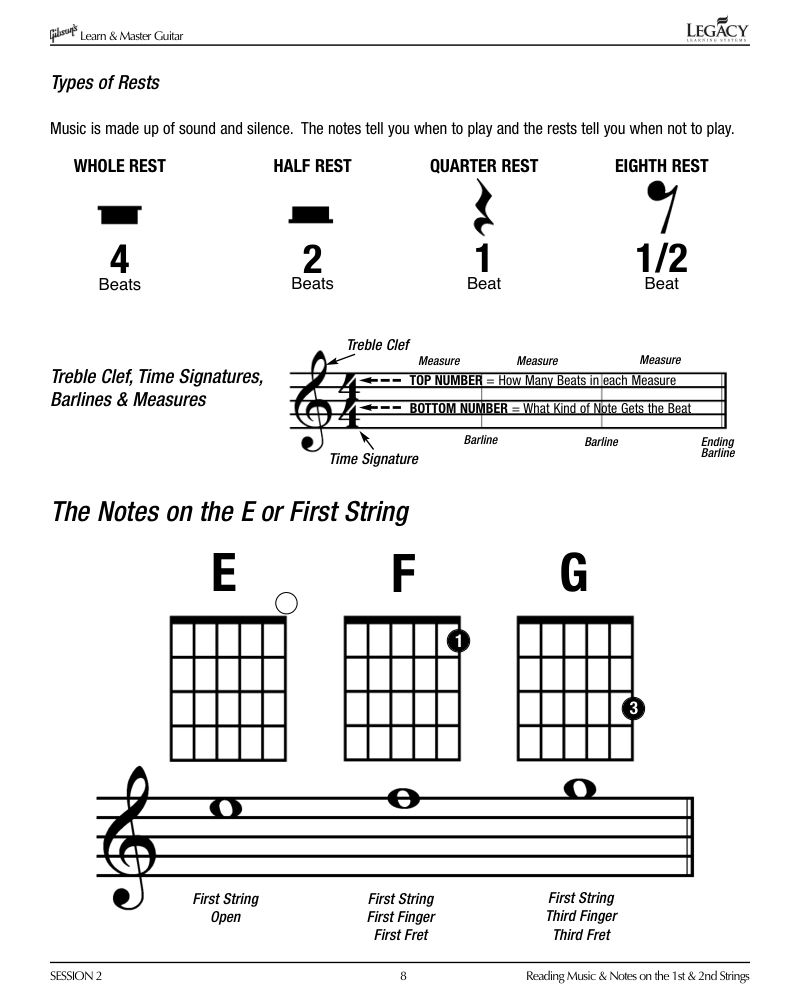 Gibson's Learn & Master Guitar
LEGACY
LEARNING SYSTEMS
Types of Rests
Music is made up of sound and silence. The notes tell you when to play and the rests tell you when not to play.
WHOLE REST HALF REST QUARTER REST EIGHTH REST
4 2 1 1/2
Beats Beats Beat Beat
Treble Clef
Measure Measure Measure
Treble Clef, Time Signatures,
Barlines & Measures
4
4
TOP NUMBER = How Many Beats in each Measure
BOTTOM NUMBER = What Kind of Note Gets the Beat
Barline Barline Ending
Barline
Time Signature
The Notes on the E or First String
E F G
1
3
First String First String First String
Open First Finger Third Finger
First Fret Third Fret
SESSION 2 8 Reading Music & Notes on the 1st & 2nd Strings